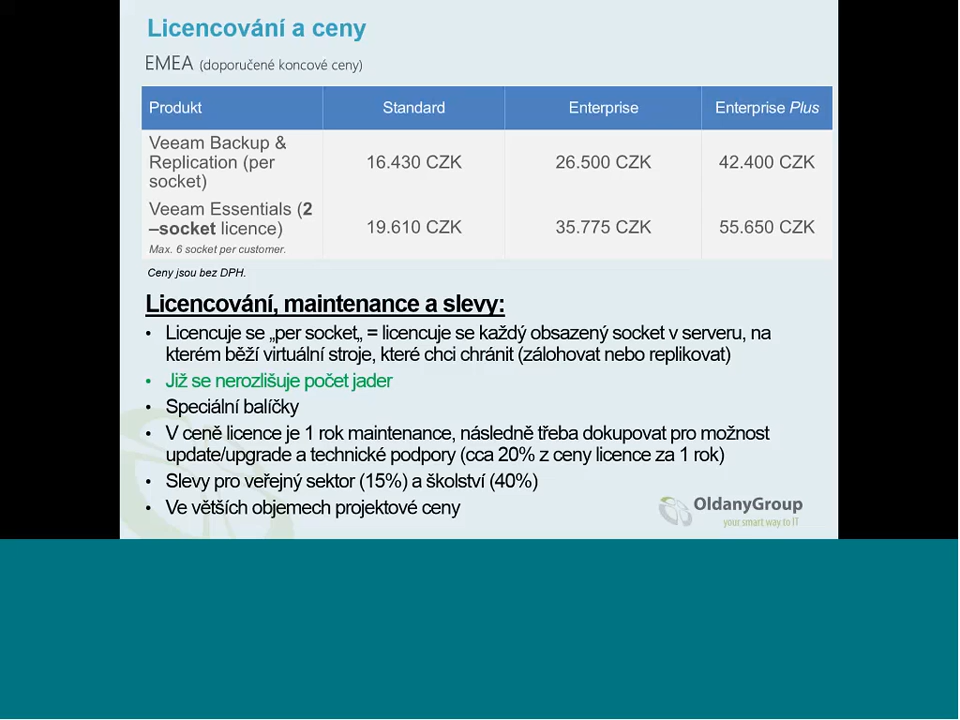 Licencování a ceny
EMEA (doporučené koncové ceny)
Produkt Standard Enterprise Enterprise Plus
Veeam Backup &
Replication (per
socket) 16.430 CZK 26.500 CZK 42.400 CZK
Veeam Essentials (2
–socket licence) 19.610 CZK 35.775 CZK 55.650 CZK
Max. 6 socket per customer.
Ceny jsou bez DPH.
Licencování, maintenance a slevy:
• Licencuje se „per socket„ = licencuje se každý obsazený socket v serveru, na
kterém běží virtuální stroje, které chci chránit (zálohovat nebo replikovat)
• Již se nerozlišuje počet jader
• Speciální balíčky
• V ceně licence je 1 rok maintenance, následně třeba dokupovat pro možnost
update/upgrade a technické podpory (cca 20% z ceny licence za 1 rok)
• Slevy pro veřejný sektor (15%) a školství (40%)
• Ve větších objemech projektové ceny
OldanyGroup
your smart way to IT